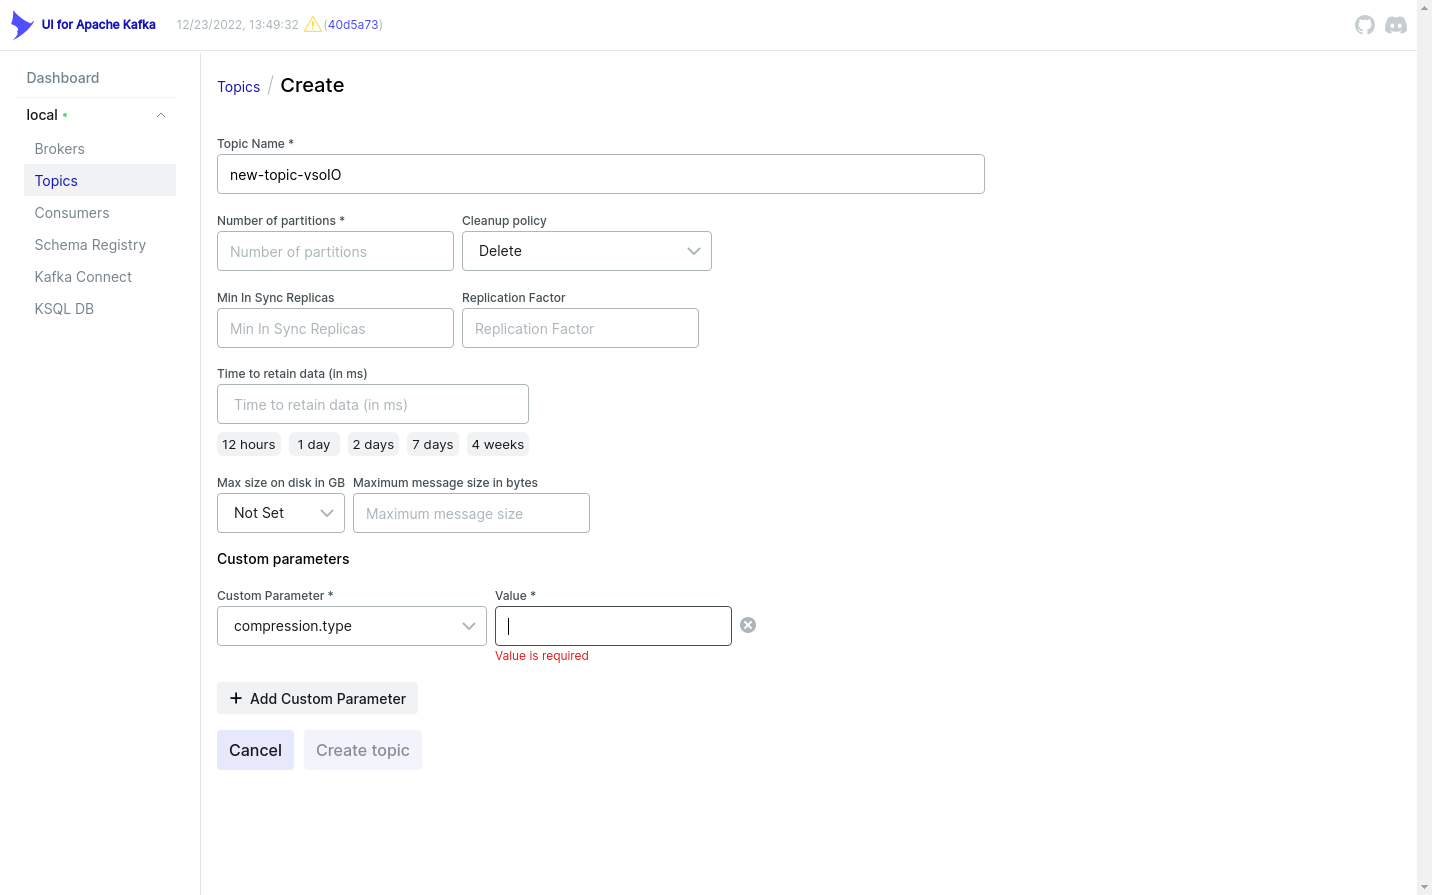 UI for Apache Kafka 12/23/2022, 13:49:32 (40d5a73)
Dashboard
local
Brokers
Topics
Consumers
Schema Registry
Kafka Connect
KSQL DB
Topics / Create
Topic Name *
new-topic-vsoIO
Number of partitions * Cleanup policy
Number of partitions Delete
Min In Sync Replicas Replication Factor
Min In Sync Replicas Replication Factor
Time to retain data (in ms)
Time to retain data (in ms)
12 hours 1 day 2 days 7 days 4 weeks
Max size on disk in GB Maximum message size in bytes
Not Set Maximum message size
Custom parameters
Custom Parameter * Value *
compression.type
Value is required
Add Custom Parameter
Cancel Create topic